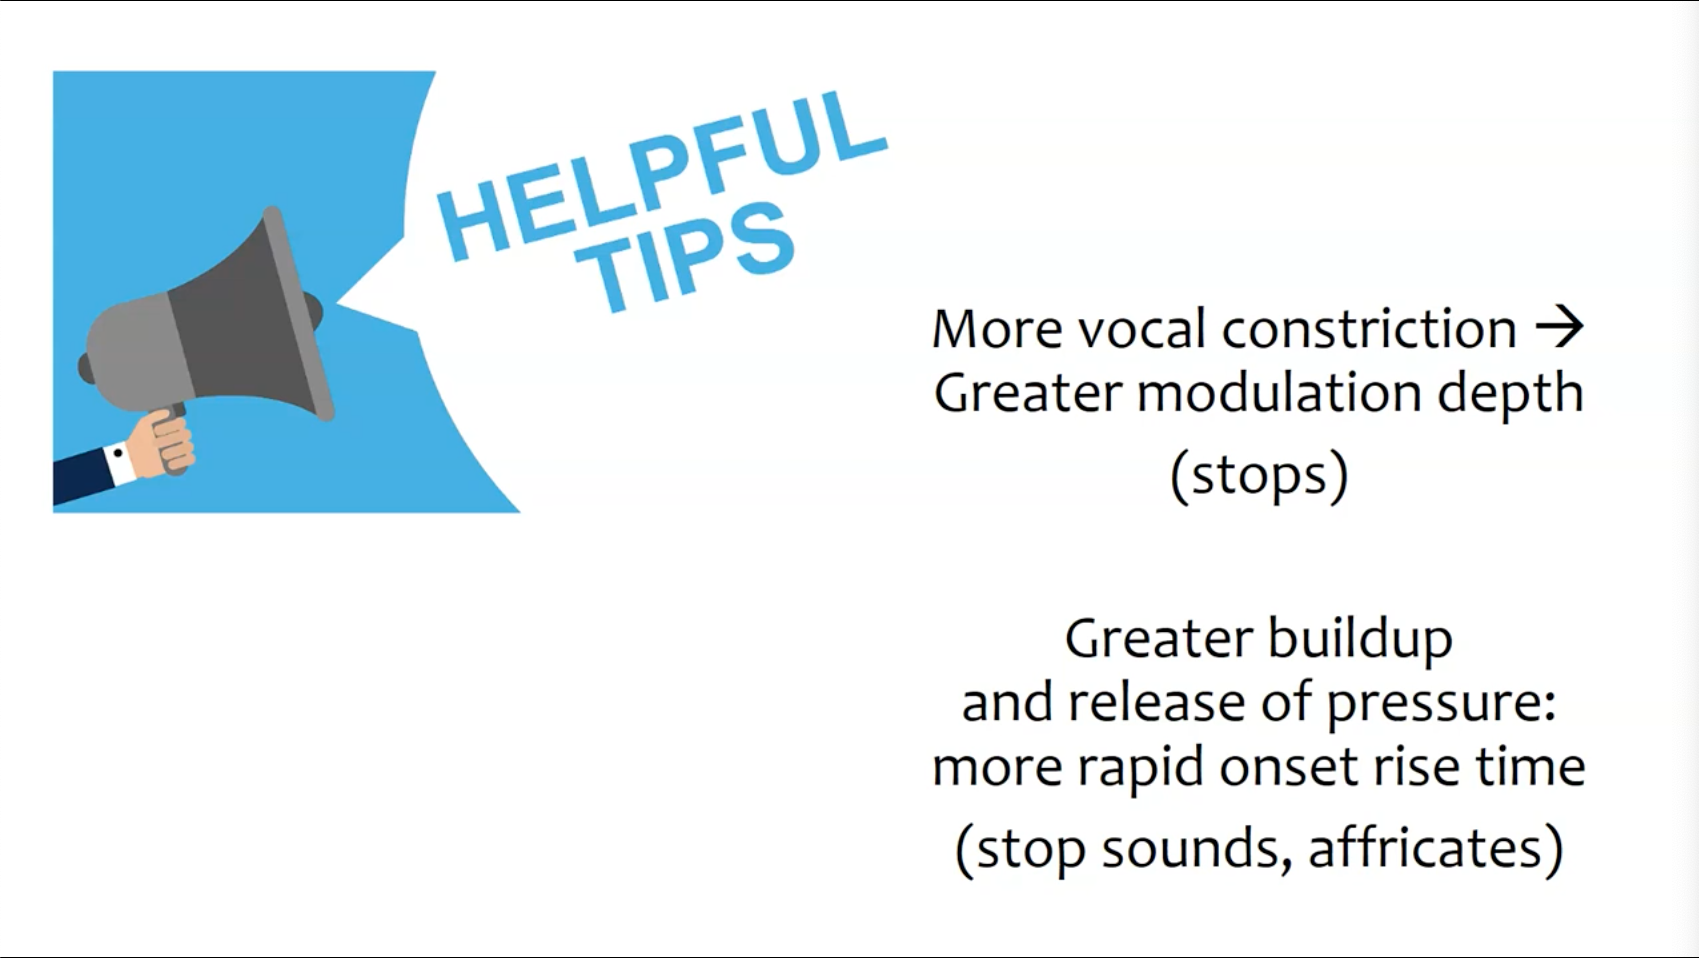 HELPFUL
TIPS
More vocal constriction →
Greater modulation depth
(stops)
Greater buildup
and release of pressure:
more rapid onset rise time
(stop sounds, affricates)